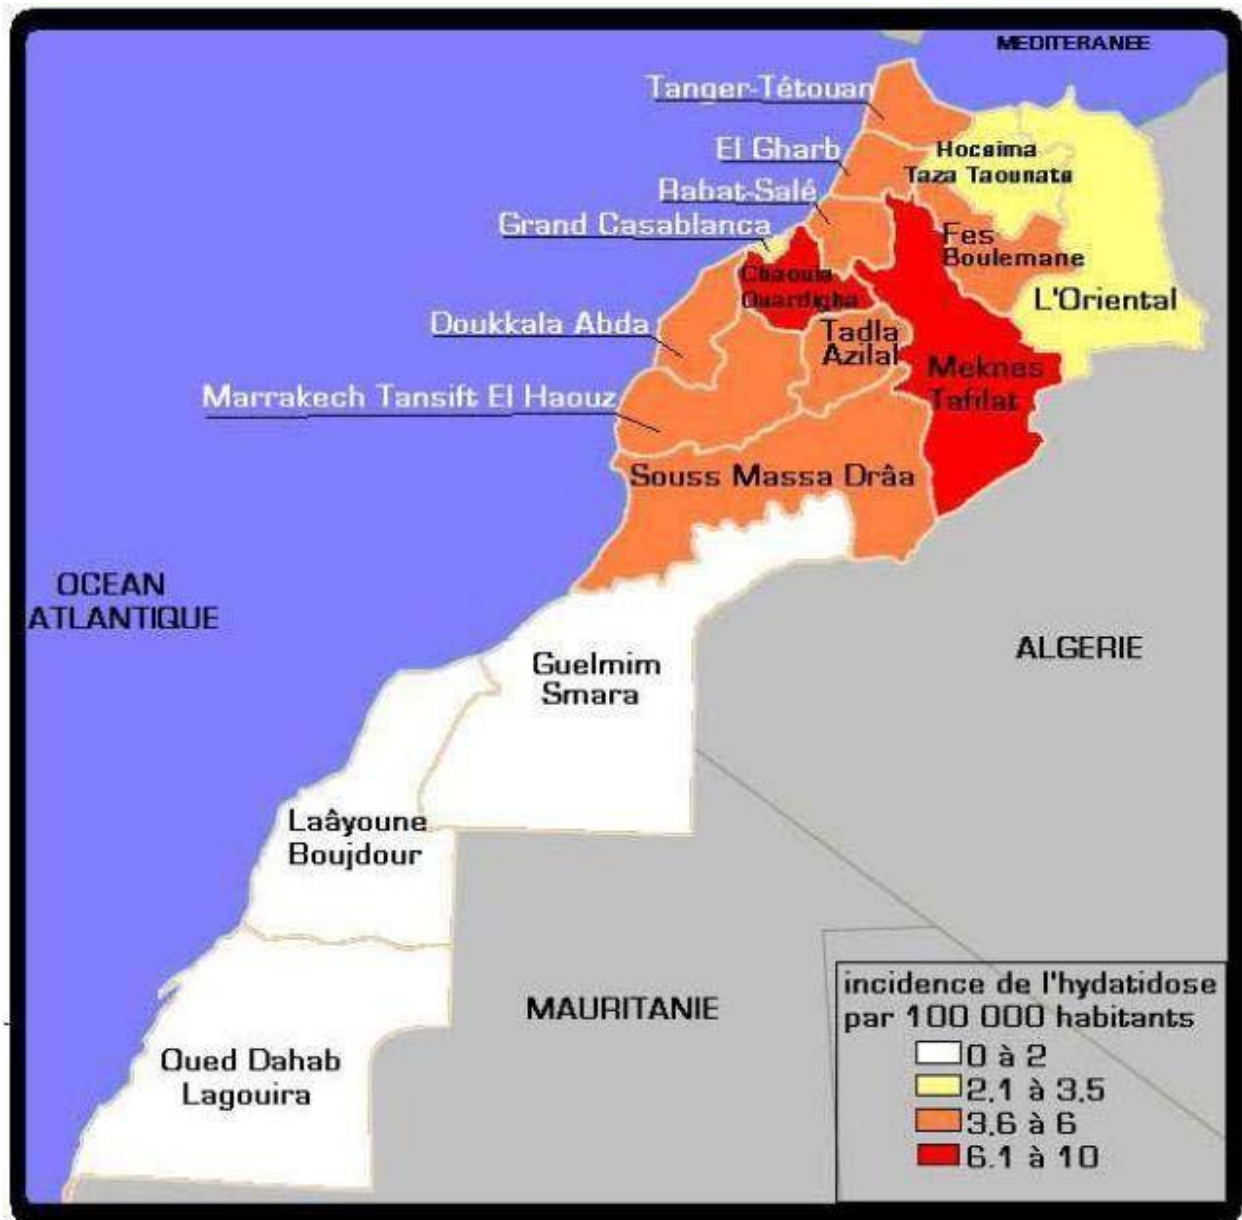 MEDITERANEE
Tanger-Tétouan
El Gharb
Hoceima
Taza Taounate
Rabat-Salé
Grand Casablanca
Fes
Boulemane
Chaouia
Ouardigha
L'Oriental
Doukkala Abda
Tadla
Azilal
Meknes
Tafilat
Marrakech Tansift El Haouz
Souss Massa Drâa
OCEAN
ATLANTIQUE
ALGERIE
Guelmim
Smara
Laâyoune
Boujdour
MAURITANIE
Oued Dahab
Lagouira
incidence de l'hydatidose
par 100 000 habitants
0 à 2
2.1 à 3.5
3.6 à 6
6.1 à 10